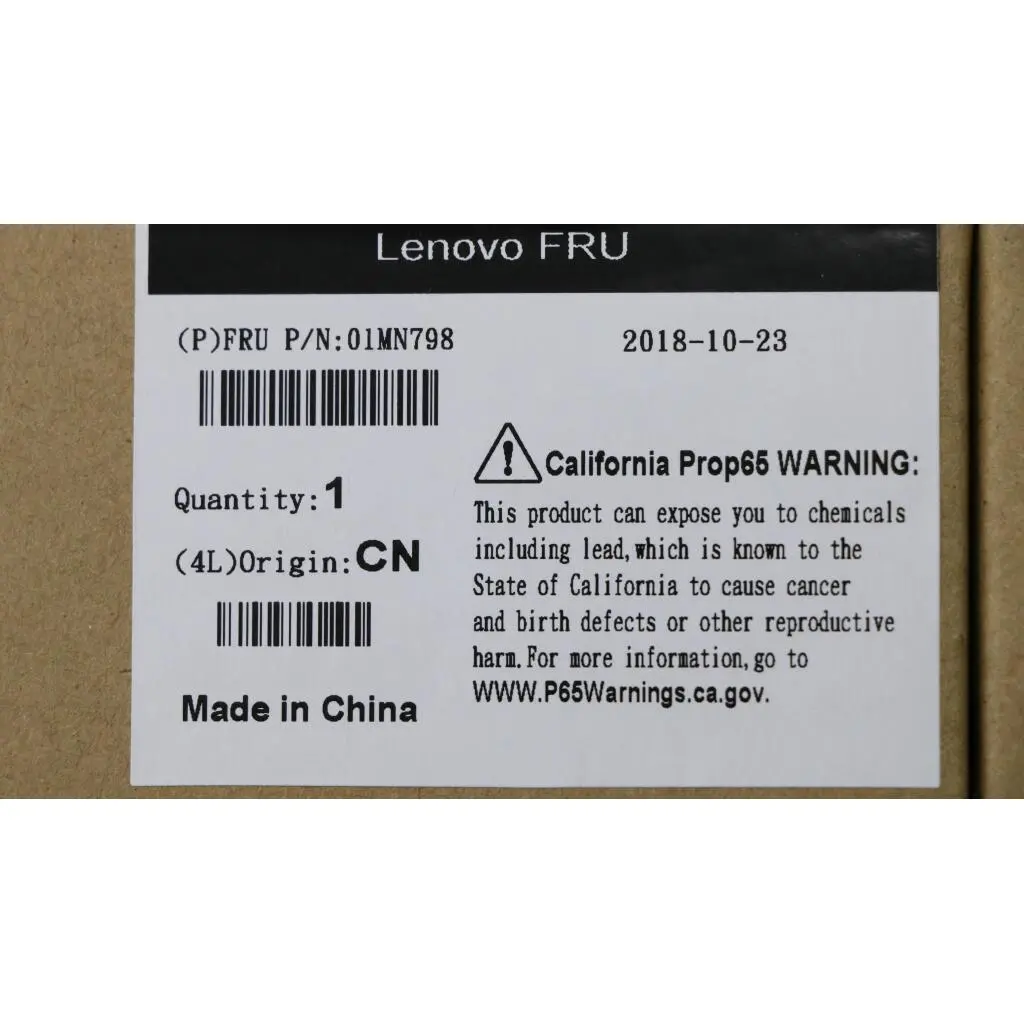 Lenovo FRU
(P)FRU P/N:01MN798
2018-10-23
Quantity:1
(4L)Origin:CN
Made in China
California Prop65 WARNING:
This product can expose you to chemicals
including lead,which is known to the
State of California to cause cancer
and birth defects or other reproductive
harm.For more information,go to
WWW.P65Warnings.ca.gov.